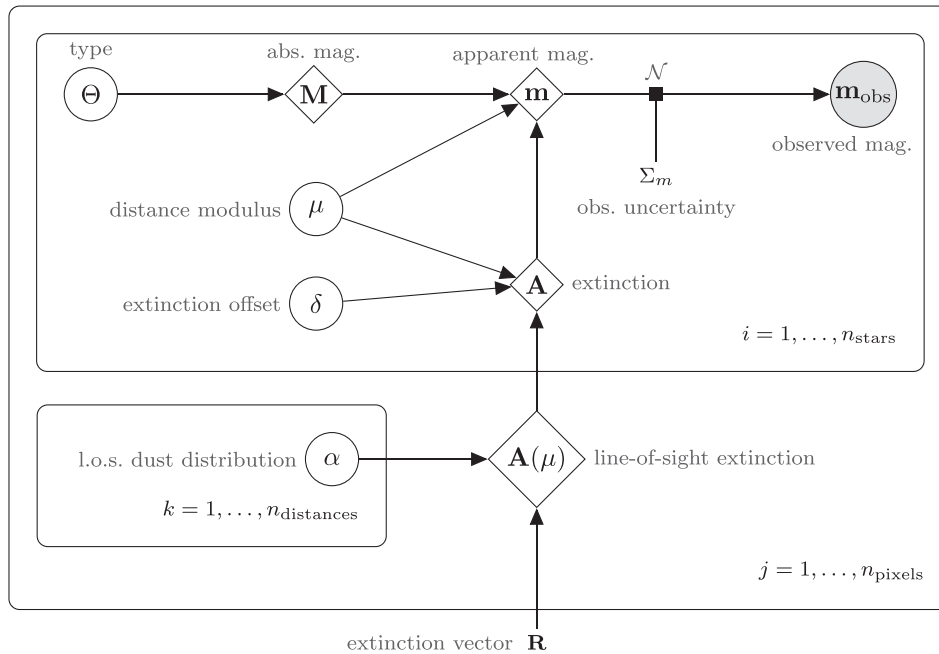 type
abs. mag.
apparent mag.
𝒩
Θ
M
m
m_obs
observed mag.
Σ_m
obs. uncertainty
distance modulus μ
extinction offset δ
A extinction
i = 1, . . . , n_stars
l.o.s. dust distribution α
A(μ) line-of-sight extinction
k = 1, . . . , n_distances
j = 1, . . . , n_pixels
extinction vector R